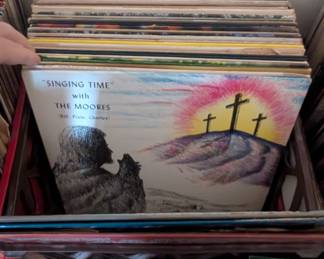 "SINGING TIME"
with
THE MOORES